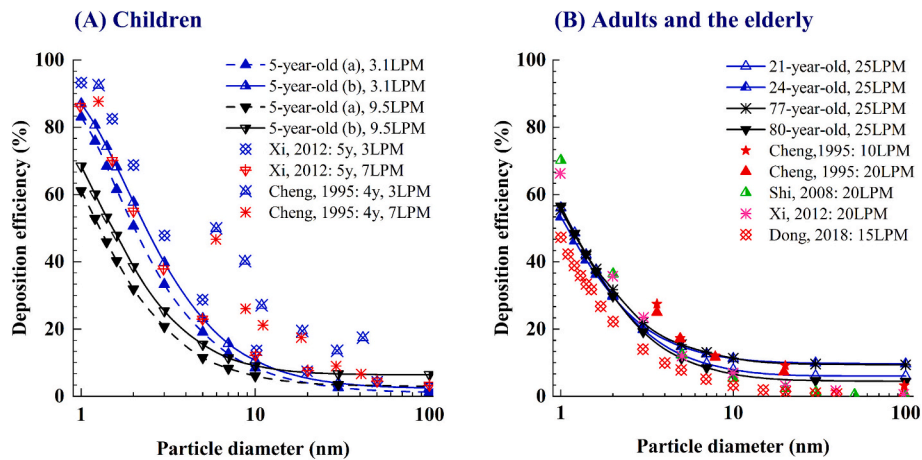 (A) Children
Deposition efficiency (%)
100
80
60
40
20
0
5-year-old (a), 3.1LPM
5-year-old (b), 3.1LPM
5-year-old (a), 9.5LPM
5-year-old (b), 9.5LPM
Xi, 2012: 5y, 3LPM
Xi, 2012: 5y, 7LPM
Cheng, 1995: 4y, 3LPM
Cheng, 1995: 4y, 7LPM
1
10
100
Particle diameter (nm)
(B) Adults and the elderly
Deposition efficiency (%)
100
80
60
40
20
0
21-year-old, 25LPM
24-year-old, 25LPM
77-year-old, 25LPM
80-year-old, 25LPM
Cheng,1995: 10LPM
Cheng, 1995: 20LPM
Shi, 2008: 20LPM
Xi, 2012: 20LPM
Dong, 2018: 15LPM
1
10
100
Particle diameter (nm)